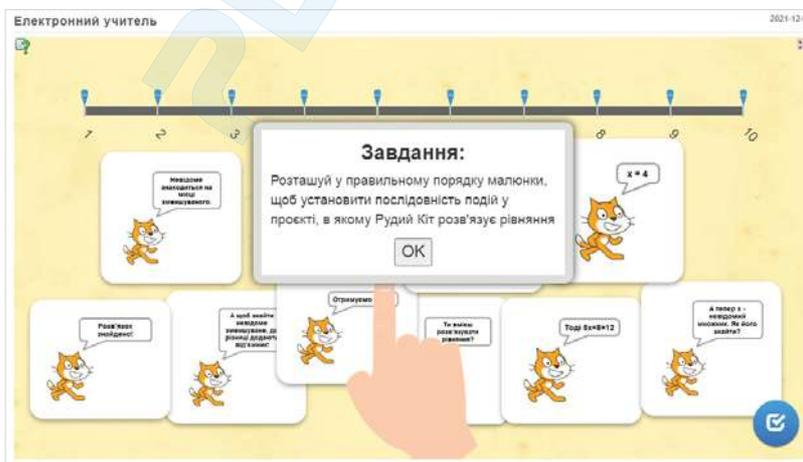 Електронний учитель
2021-12-
1
2
3
8
9
10
Завдання:
Розташуй у правильному порядку малюнки,
щоб установити послідовність подій у
проєкті, в якому Рудий Кіт розв'язує рівняння
OK
Невідоме
знаходиться на
місці
зменшуваного.
x = 4
Розв'язок
знайдено!
А щоб знайти
невідоме
зменшуване, до
різниці додають
від'ємник!
Отримуємо
Ти вмієш
розв'язувати
рівняння?
Тоді 5x=8+12
А тепер x -
невідомий
множник. Як його
знайти?